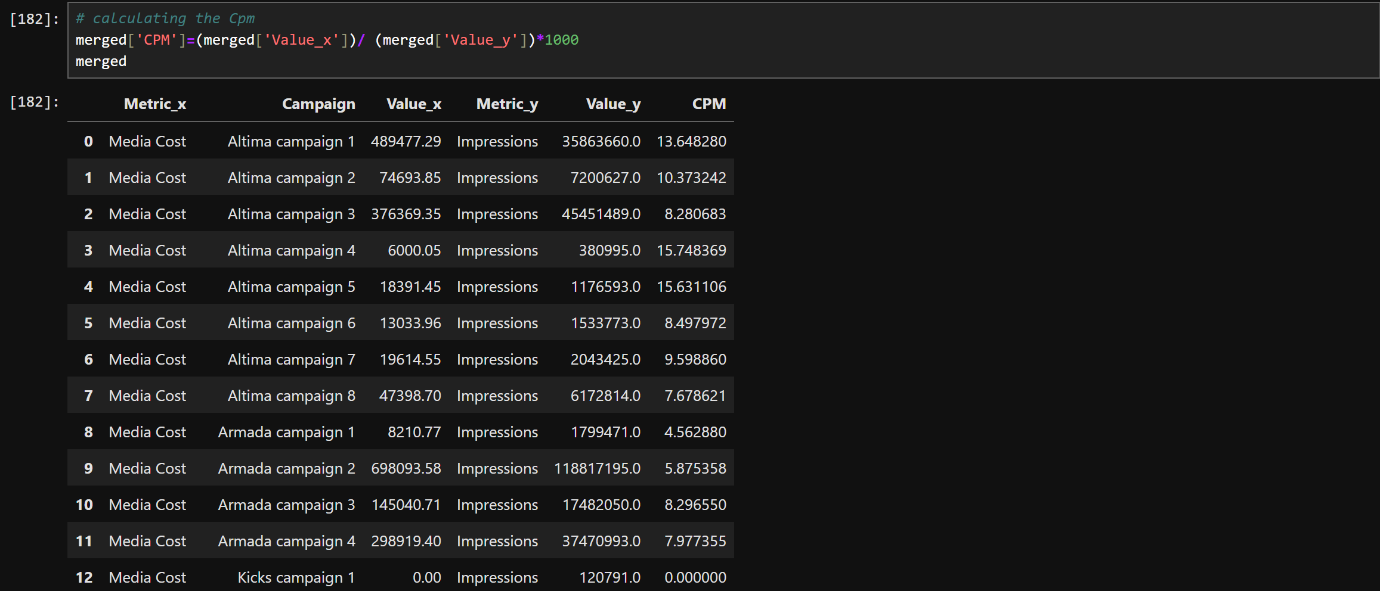 [182]: # calculating the Cpm
merged['CPM']=(merged['Value_x'])/ (merged['Value_y'])*1000
merged
[182]: Metric_x Campaign Value_x Metric_y Value_y CPM
0 Media Cost Altima campaign 1 489477.29 Impressions 35863660.0 13.648280
1 Media Cost Altima campaign 2 74693.85 Impressions 7200627.0 10.373242
2 Media Cost Altima campaign 3 376369.35 Impressions 45451489.0 8.280683
3 Media Cost Altima campaign 4 6000.05 Impressions 380995.0 15.748369
4 Media Cost Altima campaign 5 18391.45 Impressions 1176593.0 15.631106
5 Media Cost Altima campaign 6 13033.96 Impressions 1533773.0 8.497972
6 Media Cost Altima campaign 7 19614.55 Impressions 2043425.0 9.598860
7 Media Cost Altima campaign 8 47398.70 Impressions 6172814.0 7.678621
8 Media Cost Armada campaign 1 8210.77 Impressions 1799471.0 4.562880
9 Media Cost Armada campaign 2 698093.58 Impressions 118817195.0 5.875358
10 Media Cost Armada campaign 3 145040.71 Impressions 17482050.0 8.296550
11 Media Cost Armada campaign 4 298919.40 Impressions 37470993.0 7.977355
12 Media Cost Kicks campaign 1 0.00 Impressions 120791.0 0.000000